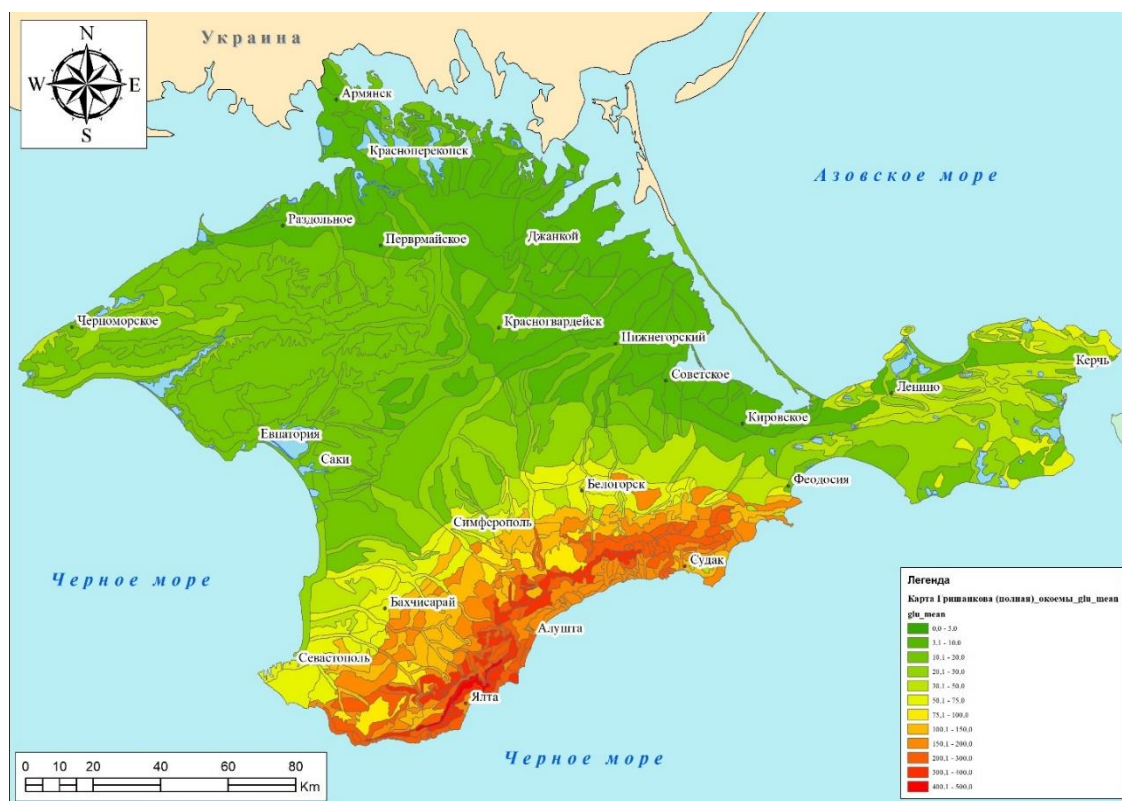 Украина
N
W
E
S
Армянск
Красноперекопск
Азовское море
Раздольное
Перврмайское
Джанкой
Черноморское
Красногвардейск
Пижнегорский
Керчь
Советское
Ленино
Кировское
Евпатория
Саки
Феодосия
Белогорск
Симферополь
Судак
Черное море
Бахчисарай
Алушта
Севастополь
Ялта
Черное море
0 5 10 20 40 60 80
Km
Легенда
Карта Гришанкова (полная)_окоемы_glu_mean
glu_mean
0,0 - 3,0
3,1 - 10,0
10,1 - 20,0
20,1 - 30,0
30,1 - 50,0
50,1 - 75,0
75,1 - 100,0
100,1 - 150,0
150,1 - 200,0
200,1 - 300,0
300,1 - 400,0
400,1 - 500,0